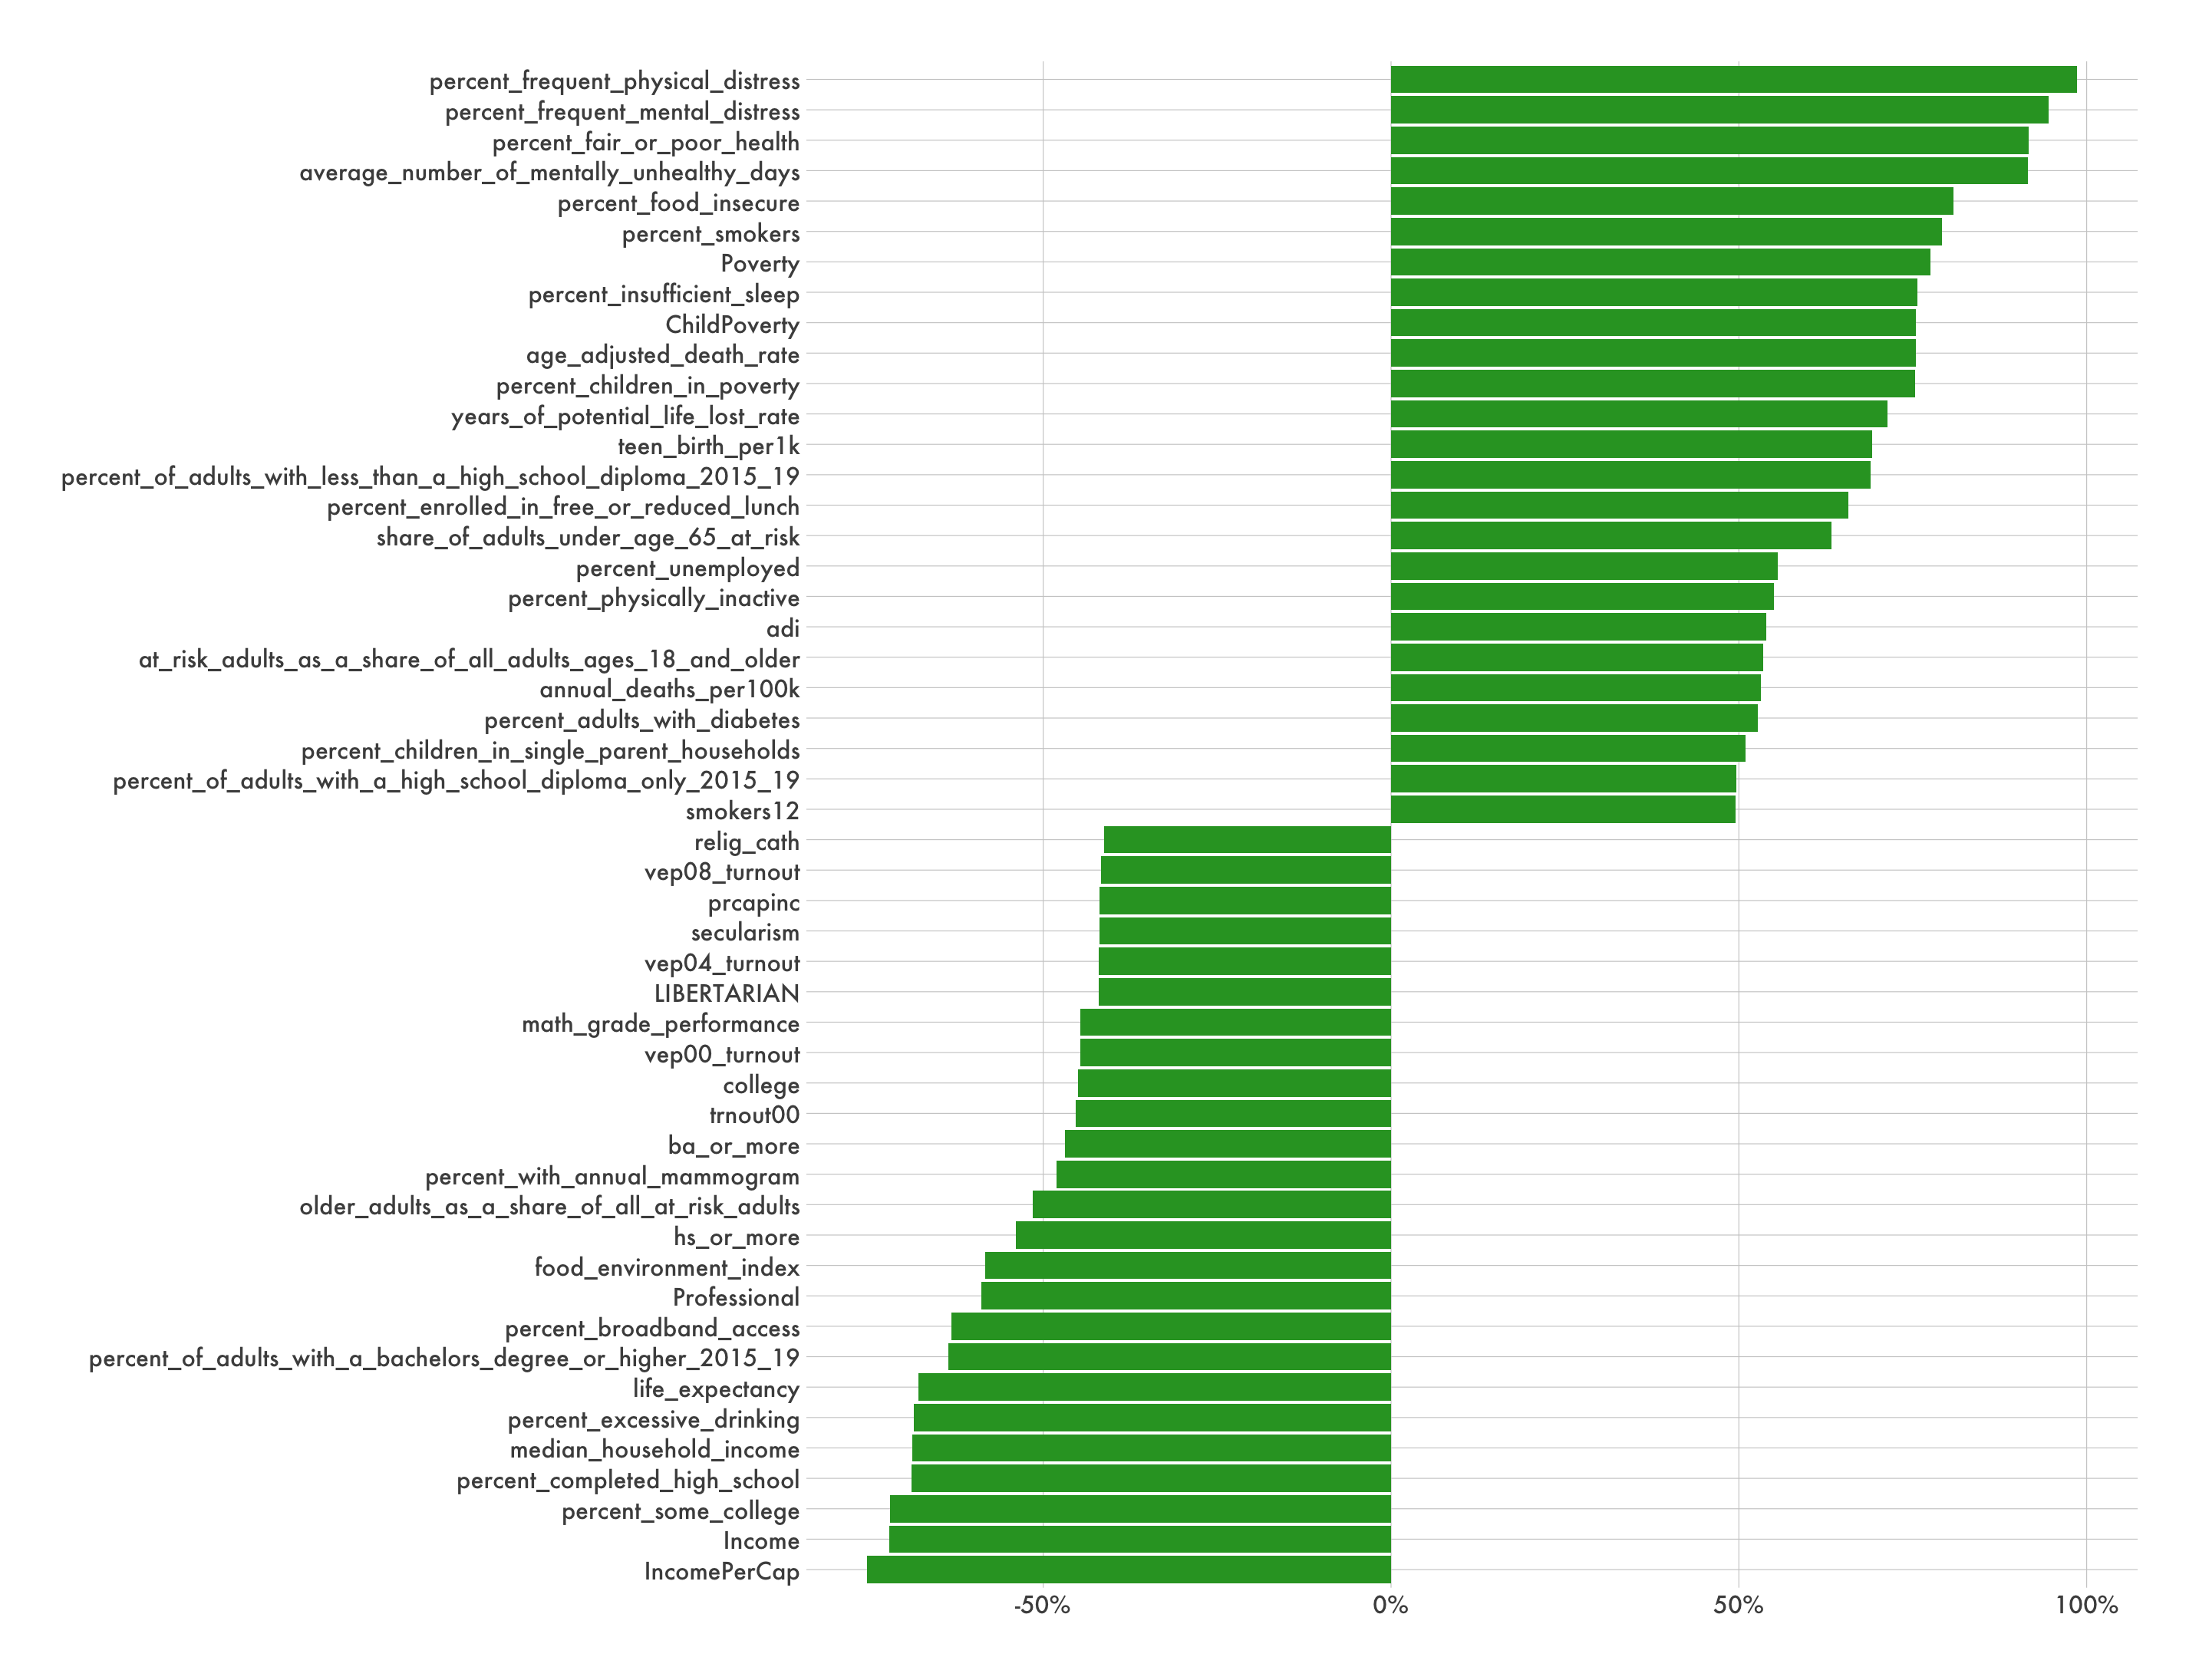 percent_frequent_physical_distress
percent_frequent_mental_distress
percent_fair_or_poor_health
average_number_of_mentally_unhealthy_days
percent_food_insecure
percent_smokers
Poverty
percent_insufficient_sleep
ChildPoverty
age_adjusted_death_rate
percent_children_in_poverty
years_of_potential_life_lost_rate
teen_birth_per1k
percent_of_adults_with_less_than_a_high_school_diploma_2015_19
percent_enrolled_in_free_or_reduced_lunch
share_of_adults_under_age_65_at_risk
percent_unemployed
percent_physically_inactive
adi
at_risk_adults_as_a_share_of_all_adults_ages_18_and_older
annual_deaths_per100k
percent_adults_with_diabetes
percent_children_in_single_parent_households
percent_of_adults_with_a_high_school_diploma_only_2015_19
smokers12
relig_cath
vep08_turnout
prcapinc
secularism
vep04_turnout
LIBERTARIAN
math_grade_performance
vep00_turnout
college
trnout00
ba_or_more
percent_with_annual_mammogram
older_adults_as_a_share_of_all_at_risk_adults
hs_or_more
food_environment_index
Professional
percent_broadband_access
percent_of_adults_with_a_bachelors_degree_or_higher_2015_19
life_expectancy
percent_excessive_drinking
median_household_income
percent_completed_high_school
percent_some_college
Income
IncomePerCap
-50% 0% 50% 100%